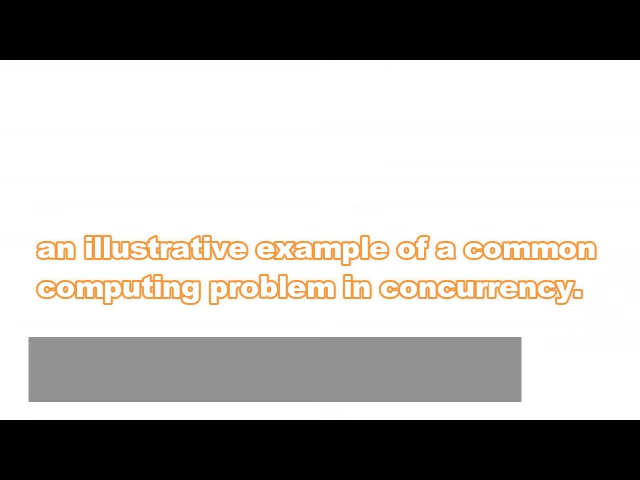 an illustrative example of a common
computing problem in concurrency.